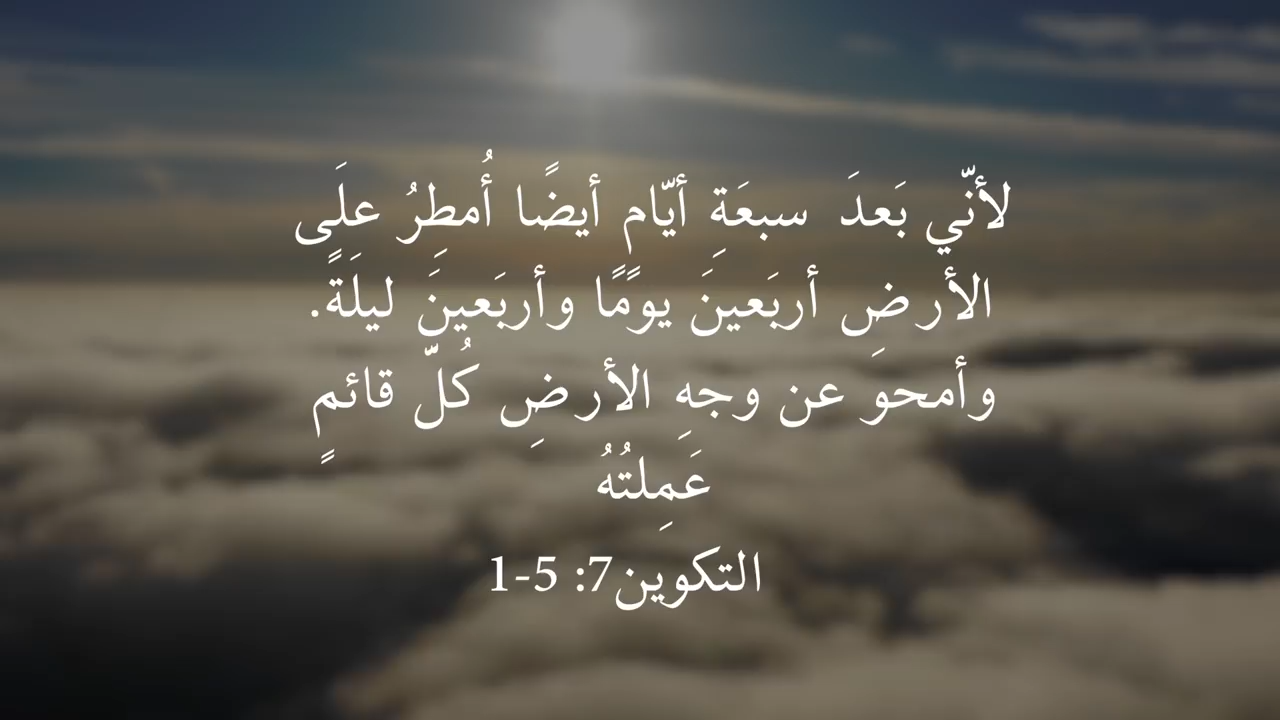 لأنّي بَعدَ سبعَةِ أيّامٍ أيضًا أُمطِرُ علَى
الأرضِ أربَعينَ يومًا وأربَعينَ ليلَةً.
وأمحو عن وجهِ الأرضِ كُلَّ قائمٍ
عَمِلتُهُ
التكوين7: 5-1